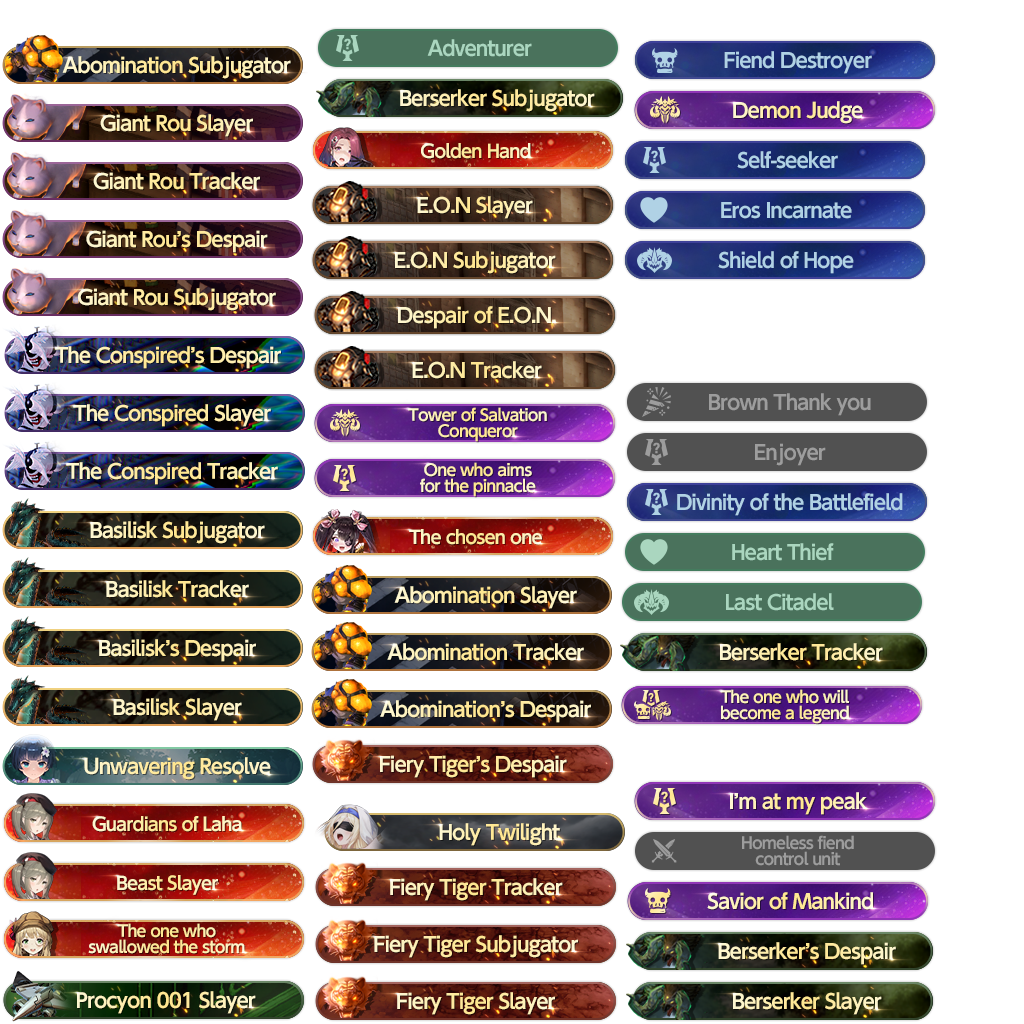 Abomination Subjugator
Giant Rou Slayer
Giant Rou Tracker
Giant Rou's Despair
Giant Rou Subjugator
The Conspired's Despair
The Conspired Slayer
The Conspired Tracker
Basilisk Subjugator
Basilisk Tracker
Basilisk's Despair
Basilisk Slayer
Unwavering Resolve
Guardians of Laha
Beast Slayer
The one who
swallowed the storm
Procyon 001 Slayer
Adventurer
Berserker Subjugator
Golden Hand
E.O.N Slayer
E.O.N Subjugator
Despair of E.O.N.
E.O.N Tracker
Tower of Salvation
Conqueror
One who aims
for the pinnacle
The chosen one
Abomination Slayer
Abomination Tracker
Abomination's Despair
Fiery Tiger's Despair
Holy Twilight
Fiery Tiger Tracker
Fiery Tiger Subjugator
Fiery Tiger Slayer
Fiend Destroyer
Demon Judge
Self-seeker
Eros Incarnate
Shield of Hope
Brown Thank you
Enjoyer
Divinity of the Battlefield
Heart Thief
Last Citadel
Berserker Tracker
The one who will
become a legend
I'm at my peak
Homeless fiend
control unit
Savior of Mankind
Berserker's Despair
Berserker Slayer